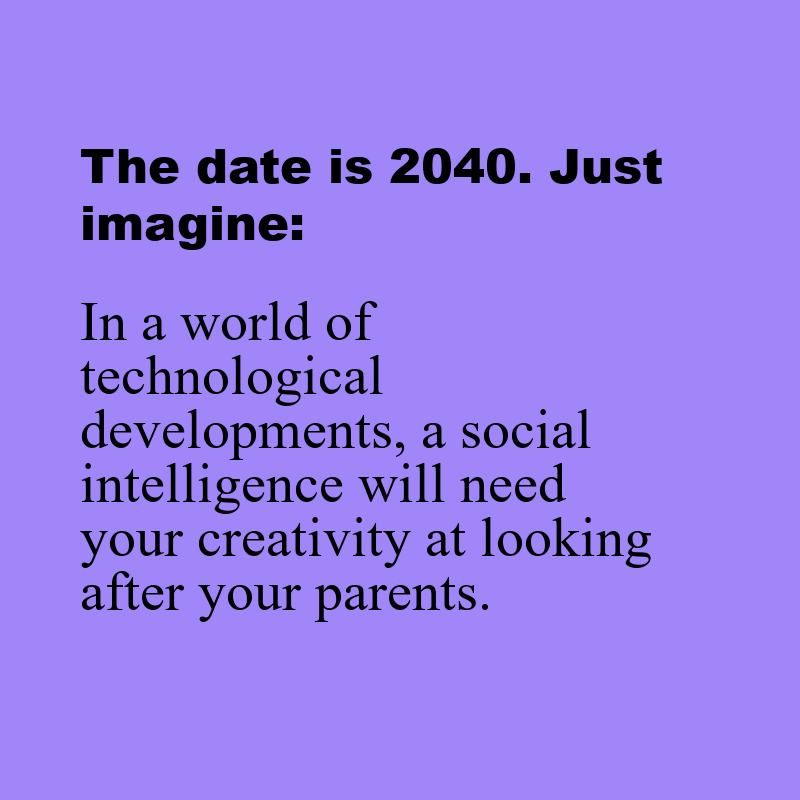 The date is 2040. Just
imagine:
In a world of
technological
developments, a social
intelligence will need
your creativity at looking
after your parents.